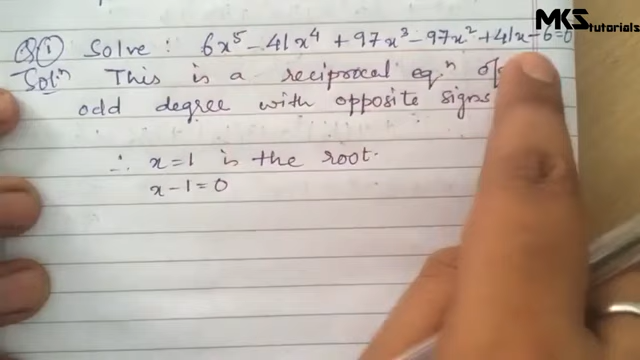 MKS tutorials
Q① Solve : 6x⁵ - 41x⁴ + 97x³ - 97x² + 41x - 6 = 0
Solⁿ This is a reciprocal eqⁿ of
odd degree with opposite signs
∴ x = 1 is the root.
x - 1 = 0